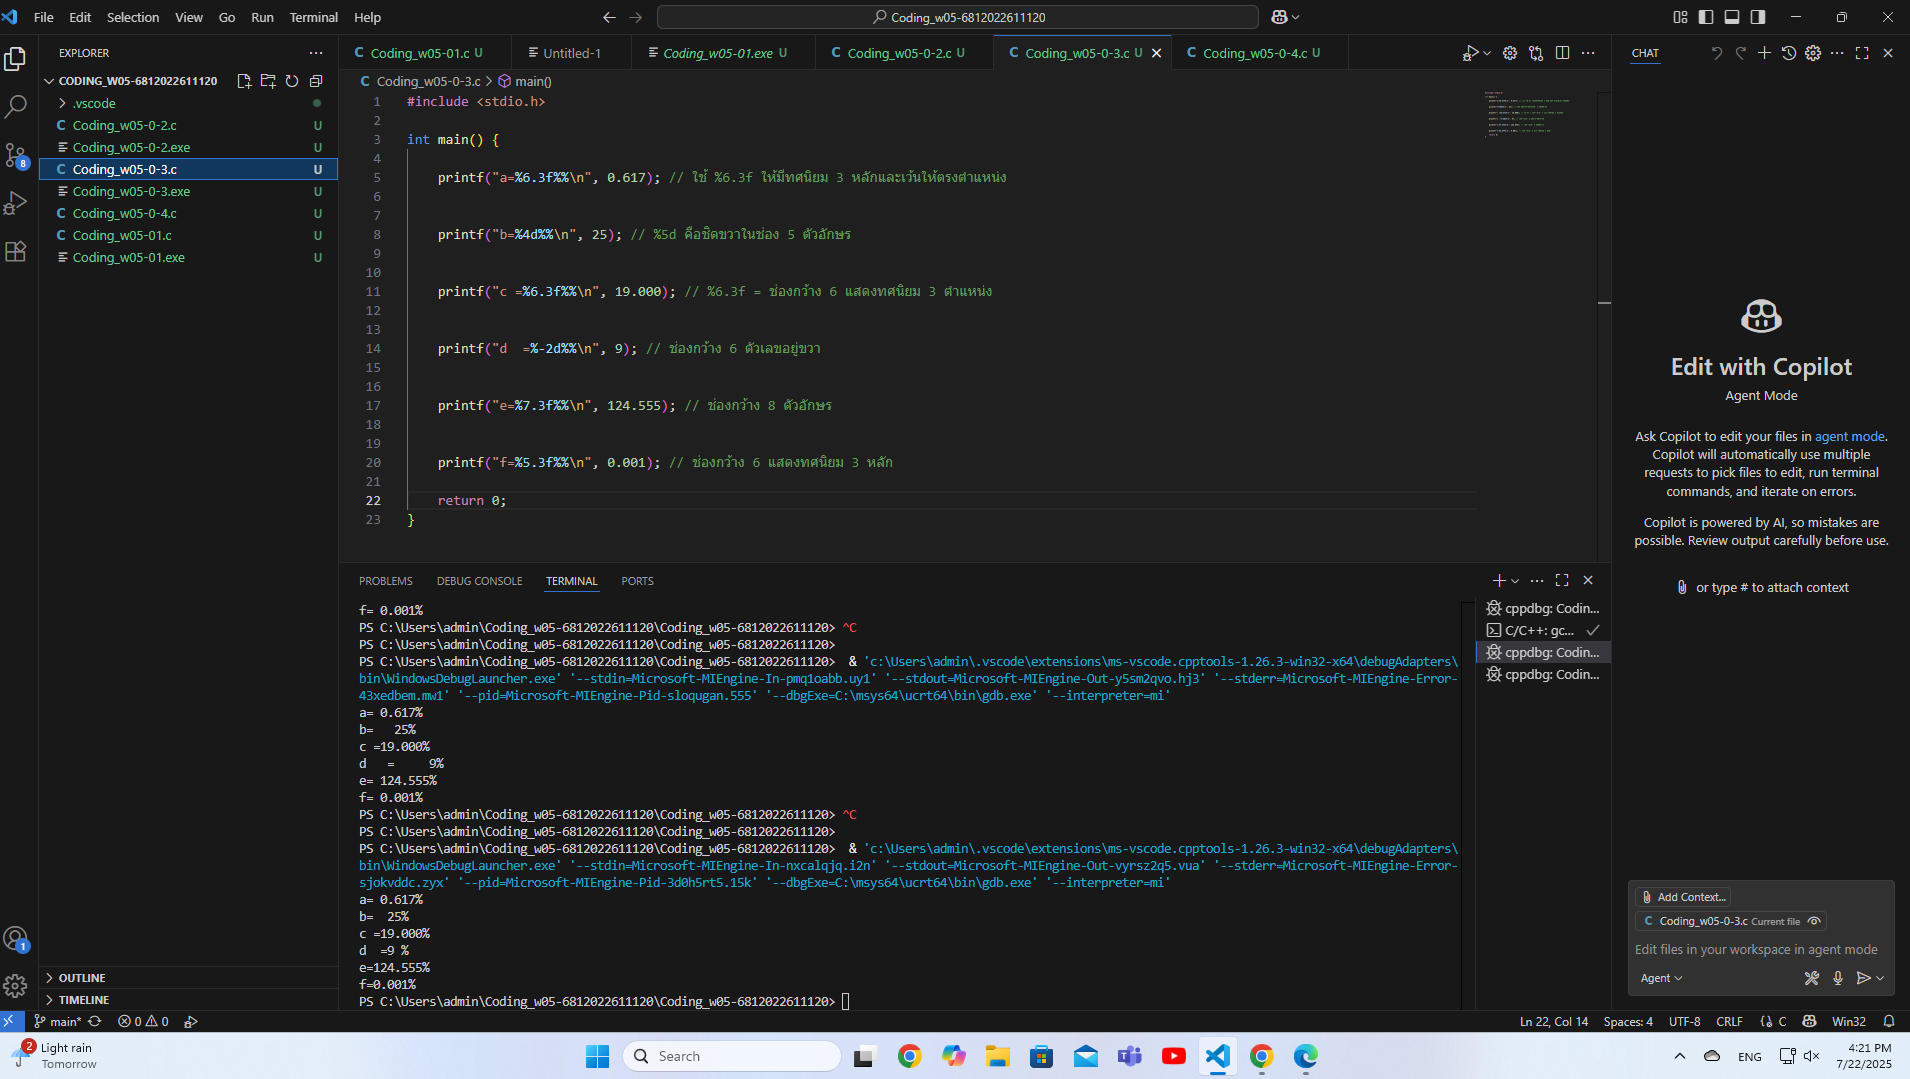 File Edit Selection View Go Run Terminal Help
Coding_w05-6812022611120
EXPLORER
CODING_W05-6812022611120
.vscode
C Coding_w05-0-2.c U
Coding_w05-0-2.exe U
C Coding_w05-0-3.c U
Coding_w05-0-3.exe U
C Coding_w05-0-4.c U
C Coding_w05-01.c U
Coding_w05-01.exe U
8
1
OUTLINE
TIMELINE
C Coding_w05-01.c U
Untitled-1
Coding_w05-01.exe U
C Coding_w05-0-2.c U
C Coding_w05-0-3.c U
C Coding_w05-0-4.c U
C Coding_w05-0-3.c > main()
1 #include <stdio.h>
2
3 int main() {
4
5 printf("a=%6.3f%%\n", 0.617); // ใช้ %6.3f ให้มีทศนิยม 3 หลักและเว้นให้ตรงตำแหน่ง
6
7
8 printf("b=%4d%%\n", 25); // %5d คือชิดขวาในช่อง 5 ตัวอักษร
9
10
11 printf("c =%6.3f%%\n", 19.000); // %6.3f = ช่องกว้าง 6 แสดงทศนิยม 3 ตำแหน่ง
12
13
14 printf("d  =%-2d%%\n", 9); // ช่องกว้าง 6 ตัวเลขอยู่ขวา
15
16
17 printf("e=%7.3f%%\n", 124.555); // ช่องกว้าง 8 ตัวอักษร
18
19
20 printf("f=%5.3f%%\n", 0.001); // ช่องกว้าง 6 แสดงทศนิยม 3 หลัก
21
22 return 0;
23 }
PROBLEMS DEBUG CONSOLE TERMINAL PORTS
f= 0.001%
PS C:\Users\admin\Coding_w05-6812022611120\Coding_w05-6812022611120> ^C
PS C:\Users\admin\Coding_w05-6812022611120\Coding_w05-6812022611120>
PS C:\Users\admin\Coding_w05-6812022611120\Coding_w05-6812022611120>  & 'c:\Users\admin\.vscode\extensions\ms-vscode.cpptools-1.26.3-win32-x64\debugAdapters\
bin\WindowsDebugLauncher.exe' '--stdin=Microsoft-MIEngine-In-pmq1oabb.uy1' '--stdout=Microsoft-MIEngine-Out-y5sm2qvo.hj3' '--stderr=Microsoft-MIEngine-Error-
43xedbem.mw1' '--pid=Microsoft-MIEngine-Pid-sloqugan.555' '--dbgExe=C:\msys64\ucrt64\bin\gdb.exe' '--interpreter=mi'
a= 0.617%
b=   25%
c =19.000%
d   =     9%
e= 124.555%
f= 0.001%
PS C:\Users\admin\Coding_w05-6812022611120\Coding_w05-6812022611120> ^C
PS C:\Users\admin\Coding_w05-6812022611120\Coding_w05-6812022611120>
PS C:\Users\admin\Coding_w05-6812022611120\Coding_w05-6812022611120>  & 'c:\Users\admin\.vscode\extensions\ms-vscode.cpptools-1.26.3-win32-x64\debugAdapters\
bin\WindowsDebugLauncher.exe' '--stdin=Microsoft-MIEngine-In-nxcalqjq.i2n' '--stdout=Microsoft-MIEngine-Out-vyrsz2q5.vua' '--stderr=Microsoft-MIEngine-Error-
sjokvddc.zyx' '--pid=Microsoft-MIEngine-Pid-3d0h5rt5.15k' '--dbgExe=C:\msys64\ucrt64\bin\gdb.exe' '--interpreter=mi'
a= 0.617%
b=  25%
c =19.000%
d  =9 %
e=124.555%
f=0.001%
PS C:\Users\admin\Coding_w05-6812022611120\Coding_w05-6812022611120>
cppdbg: Codin...
C/C++: gc...
cppdbg: Codin...
cppdbg: Codin...
CHAT
Edit with Copilot
Agent Mode
Ask Copilot to edit your files in agent mode.
Copilot will automatically use multiple
requests to pick files to edit, run terminal
commands, and iterate on errors.
Copilot is powered by AI, so mistakes are
possible. Review output carefully before use.
or type # to attach context
Add Context...
C Coding_w05-0-3.c Current file
Edit files in your workspace in agent mode
Agent
main* 0 0
Ln 22, Col 14 Spaces: 4 UTF-8 CRLF {} C Win32
2
Light rain
Tomorrow
Search
ENG
4:21 PM
7/22/2025